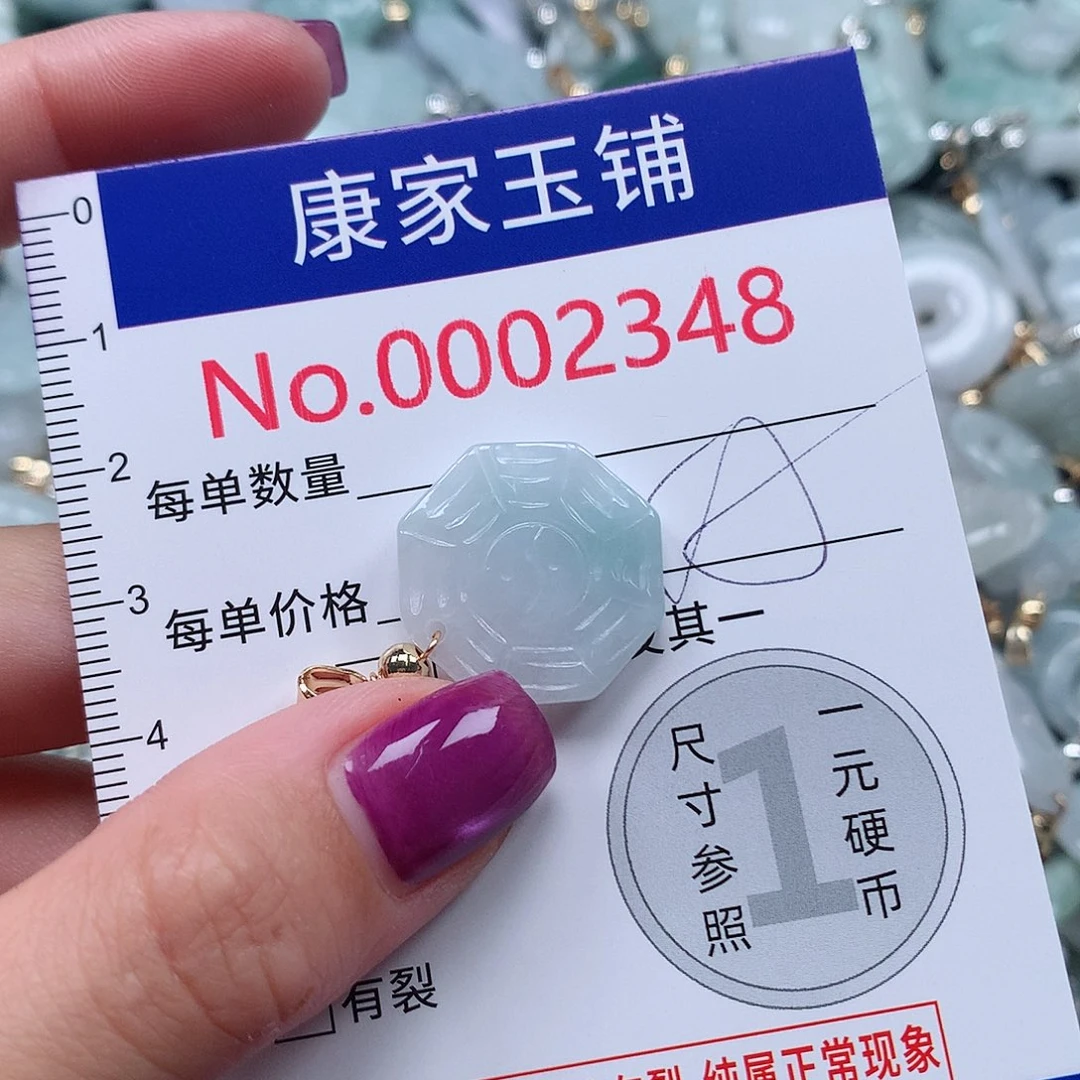 康家玉铺
No.0002348
0
1
2
3
4
每单数量
每单价格
其一
尺寸参照
1
一元硬币
有裂
纯属正常现象